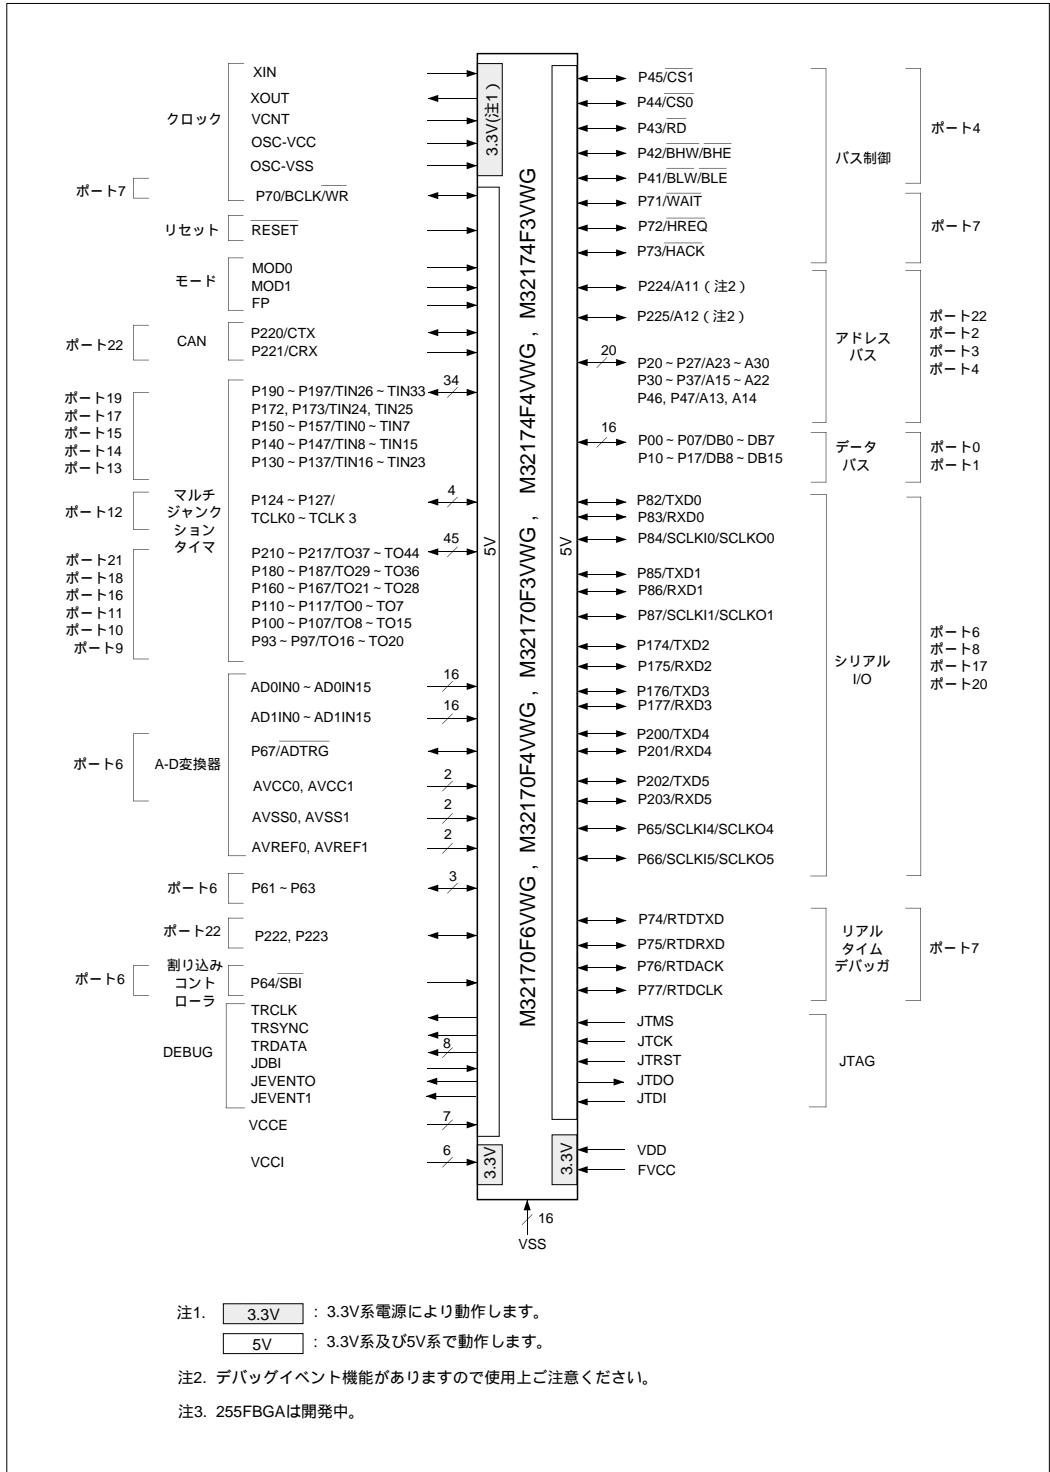 クロック
XIN
XOUT
VCNT
OSC-VCC
OSC-VSS
ポート7
P70/BCLK/WR
リセット
RESET
モード
MOD0
MOD1
FP
ポート22
CAN
P220/CTX
P221/CRX
ポート19
ポート17
ポート15
ポート14
ポート13
P190 ~ P197/TIN26 ~ TIN33
34
P172, P173/TIN24, TIN25
P150 ~ P157/TIN0 ~ TIN7
P140 ~ P147/TIN8 ~ TIN15
P130 ~ P137/TIN16 ~ TIN23
マルチ
ジャンク
ション
タイマ
ポート12
P124 ~ P127/
TCLK0 ~ TCLK 3
4
ポート21
ポート18
ポート16
ポート11
ポート10
ポート9
45
P210 ~ P217/TO37 ~ TO44
P180 ~ P187/TO29 ~ TO36
P160 ~ P167/TO21 ~ TO28
P110 ~ P117/TO0 ~ TO7
P100 ~ P107/TO8 ~ TO15
P93 ~ P97/TO16 ~ TO20
AD0IN0 ~ AD0IN15
16
AD1IN0 ~ AD1IN15
16
ポート6
A-D変換器
P67/ADTRG
AVCC0, AVCC1
2
AVSS0, AVSS1
2
AVREF0, AVREF1
2
ポート6
P61 ~ P63
3
ポート22
P222, P223
ポート6
割り込み
コント
ローラ
P64/SBI
DEBUG
TRCLK
TRSYNC
TRDATA
8
JDBI
JEVENTO
JEVENT1
VCCE
7
VCCI
6
3.3V(注1)
5V
3.3V
M32170F6VWG , M32170F4VWG , M32170F3VWG , M32174F4VWG , M32174F3VWG
5V
3.3V
16
VSS
P45/CS1
P44/CS0
P43/RD
P42/BHW/BHE
P41/BLW/BLE
バス制御
ポート4
P71/WAIT
P72/HREQ
P73/HACK
ポート7
P224/A11(注2)
P225/A12(注2)
20
P20 ~ P27/A23 ~ A30
P30 ~ P37/A15 ~ A22
P46, P47/A13, A14
アドレス
バス
ポート22
ポート2
ポート3
ポート4
16
P00 ~ P07/DB0 ~ DB7
P10 ~ P17/DB8 ~ DB15
データ
バス
ポート0
ポート1
P82/TXD0
P83/RXD0
P84/SCLKI0/SCLKO0
P85/TXD1
P86/RXD1
P87/SCLKI1/SCLKO1
P174/TXD2
P175/RXD2
P176/TXD3
P177/RXD3
P200/TXD4
P201/RXD4
P202/TXD5
P203/RXD5
P65/SCLKI4/SCLKO4
P66/SCLKI5/SCLKO5
シリアル
I/O
ポート6
ポート8
ポート17
ポート20
P74/RTDTXD
P75/RTDRXD
P76/RTDACK
P77/RTDCLK
リアル
タイム
デバッガ
ポート7
JTMS
JTCK
JTRST
JTDO
JTDI
JTAG
VDD
FVCC
注1. 3.3V : 3.3V系電源により動作します。
5V : 3.3V系及び5V系で動作します。
注2. デバッグイベント機能がありますので使用上ご注意ください。
注3. 255FBGAは開発中。